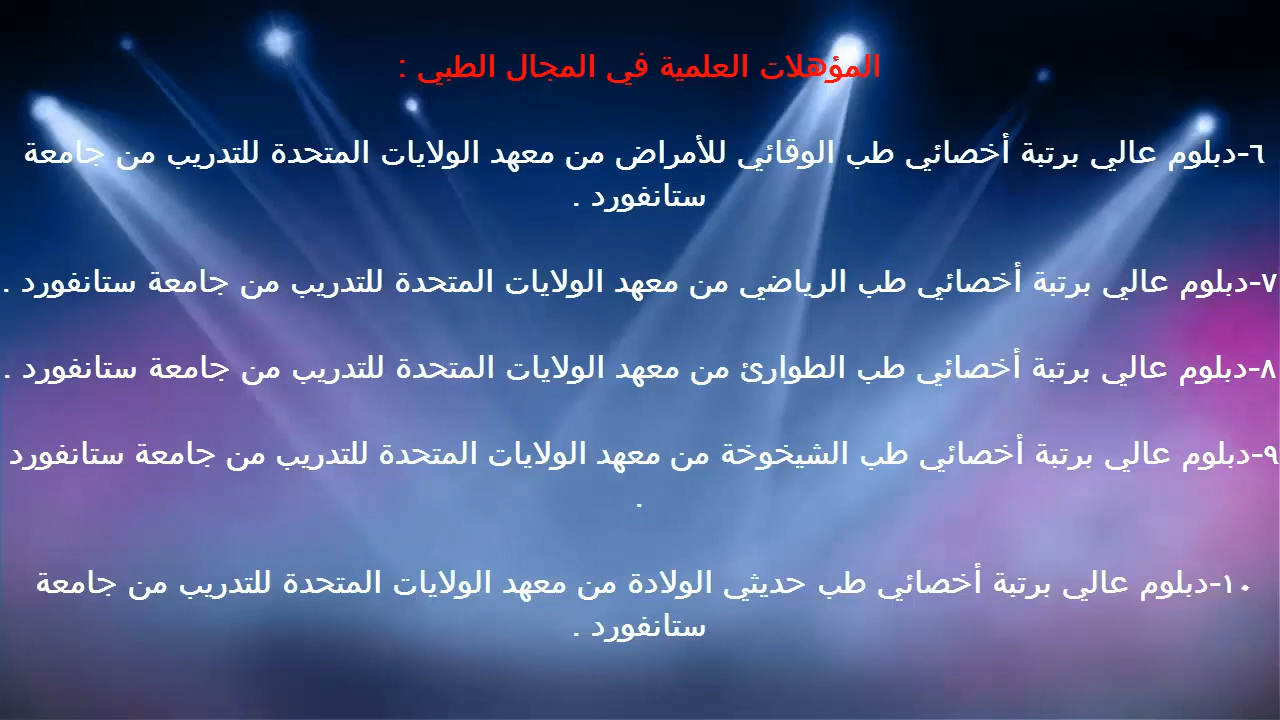 المؤهلات العلمية في المجال الطبي :
٦-دبلوم عالي برتبة أخصائي طب الوقائي للأمراض من معهد الولايات المتحدة للتدريب من جامعة
ستانفورد .
٧-دبلوم عالي برتبة أخصائي طب الرياضي من معهد الولايات المتحدة للتدريب من جامعة ستانفورد .
٨-دبلوم عالي برتبة أخصائي طب الطوارئ من معهد الولايات المتحدة للتدريب من جامعة ستانفورد .
٩-دبلوم عالي برتبة أخصائي طب الشيخوخة من معهد الولايات المتحدة للتدريب من جامعة ستانفورد
.
١٠-دبلوم عالي برتبة أخصائي طب حديثي الولادة من معهد الولايات المتحدة للتدريب من جامعة
ستانفورد .